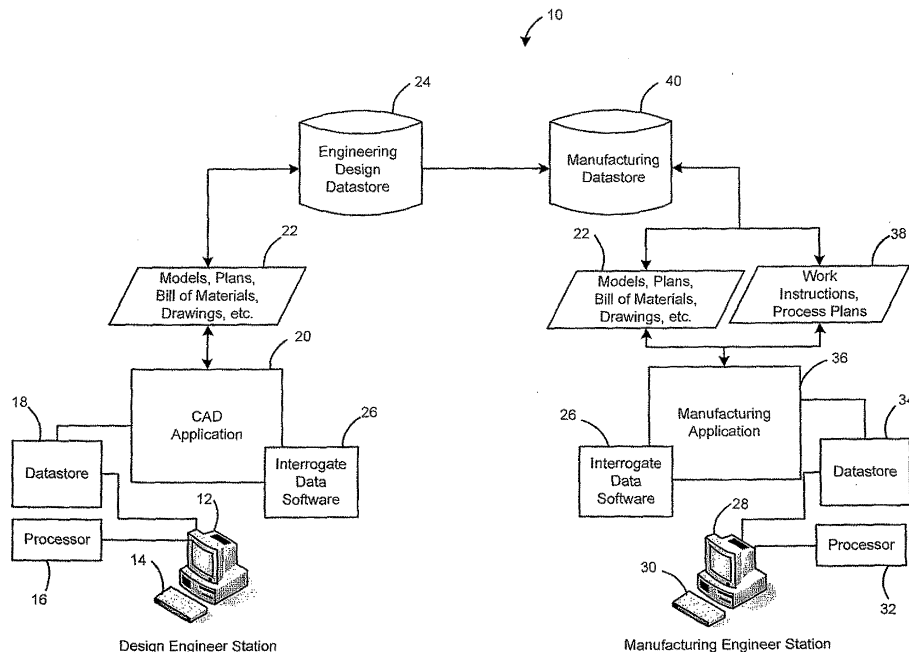 10
24
40
Engineering
Design
Datastore
Manufacturing
Datastore
22
22
38
Models, Plans,
Bill of Materials,
Drawings, etc.
Models, Plans,
Bill of Materials,
Drawings, etc.
Work
Instructions,
Process Plans
20
36
18
CAD
Application
26
26
Manufacturing
Application
34
Datastore
Interrogate
Data
Software
Interrogate
Data
Software
Datastore
12
28
Processor
Processor
14
16
30
32
Design Engineer Station
Manufacturing Engineer Station